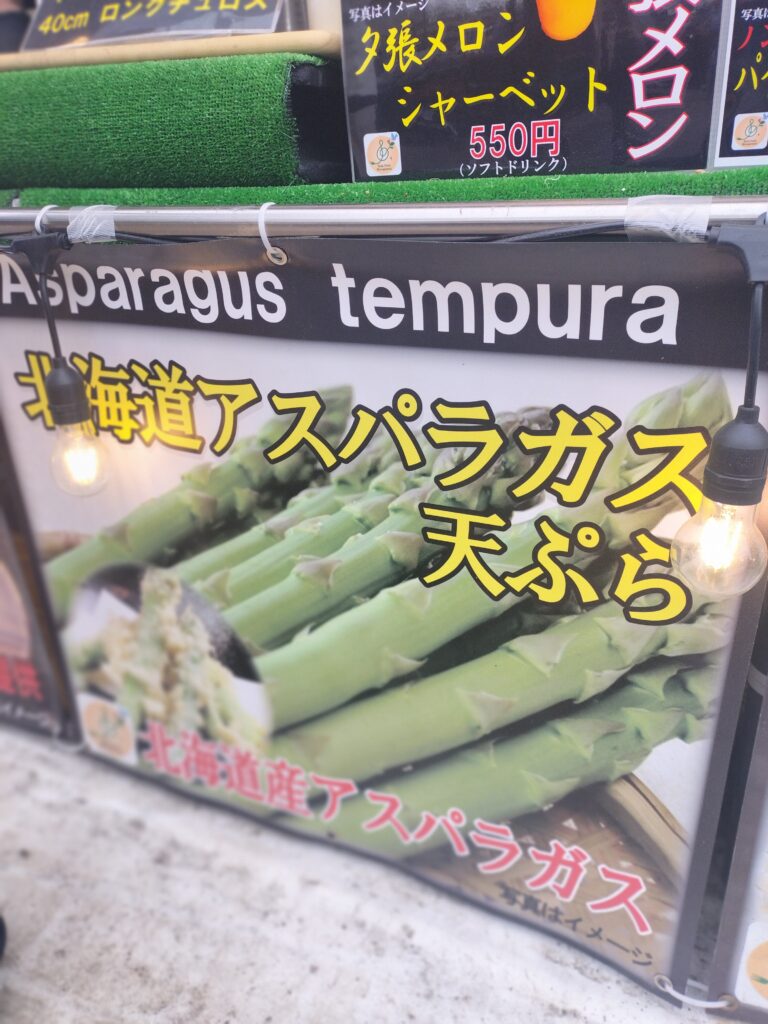 40cm ロングチュロス
写真はイメージ
夕張メロン
シャーベット
550円
(ソフトドリンク)
張メロン
Asparagus tempura
北海道アスパラガス
天ぷら
北海道産アスパラガス
写真はイメージ